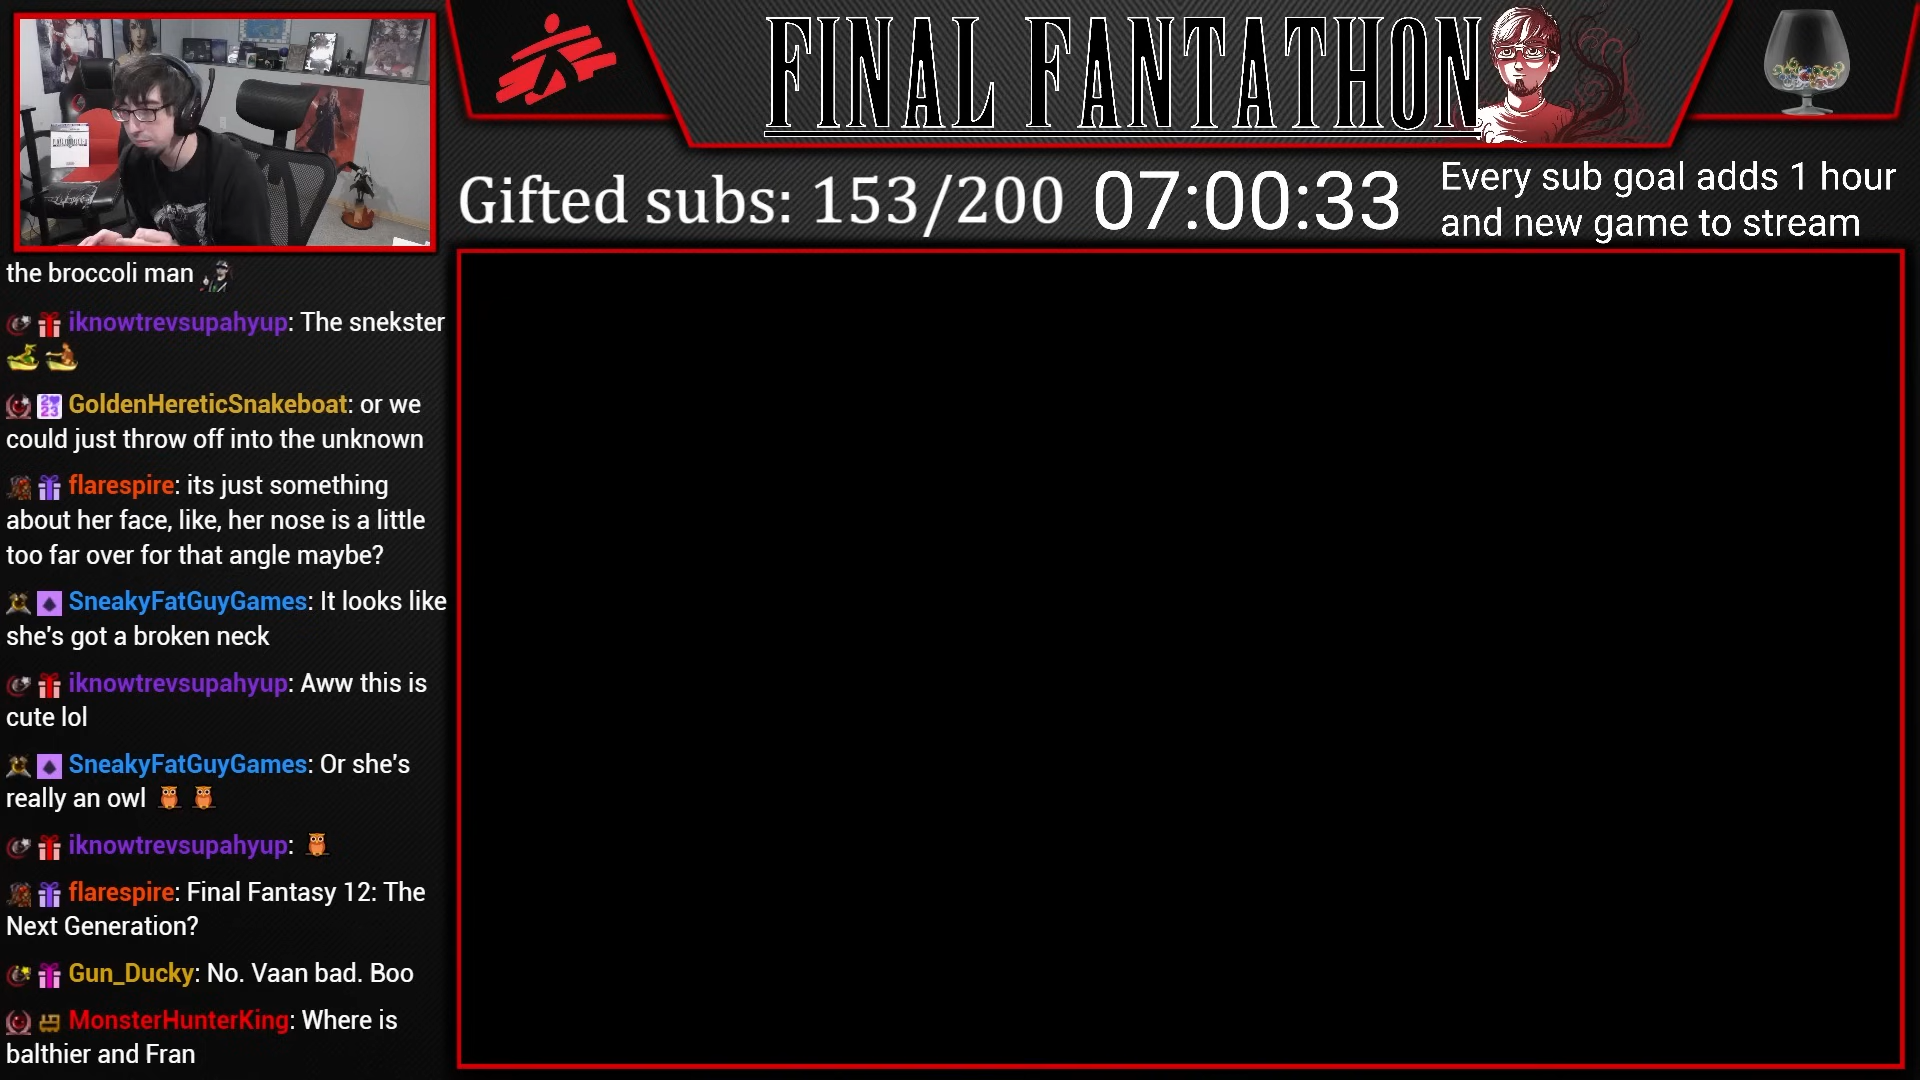 FINAL FANTATHON
Gifted subs: 153/200
07:00:33
Every sub goal adds 1 hour
and new game to stream
the broccoli man
iknowtrevsupahyup: The snekster
GoldenHereticSnakeboat: or we
could just throw off into the unknown
flarespire: its just something
about her face, like, her nose is a little
too far over for that angle maybe?
SneakyFatGuyGames: It looks like
she's got a broken neck
iknowtrevsupahyup: Aww this is
cute lol
SneakyFatGuyGames: Or she's
really an owl
iknowtrevsupahyup:
flarespire: Final Fantasy 12: The
Next Generation?
Gun_Ducky: No. Vaan bad. Boo
MonsterHunterKing: Where is
balthier and Fran